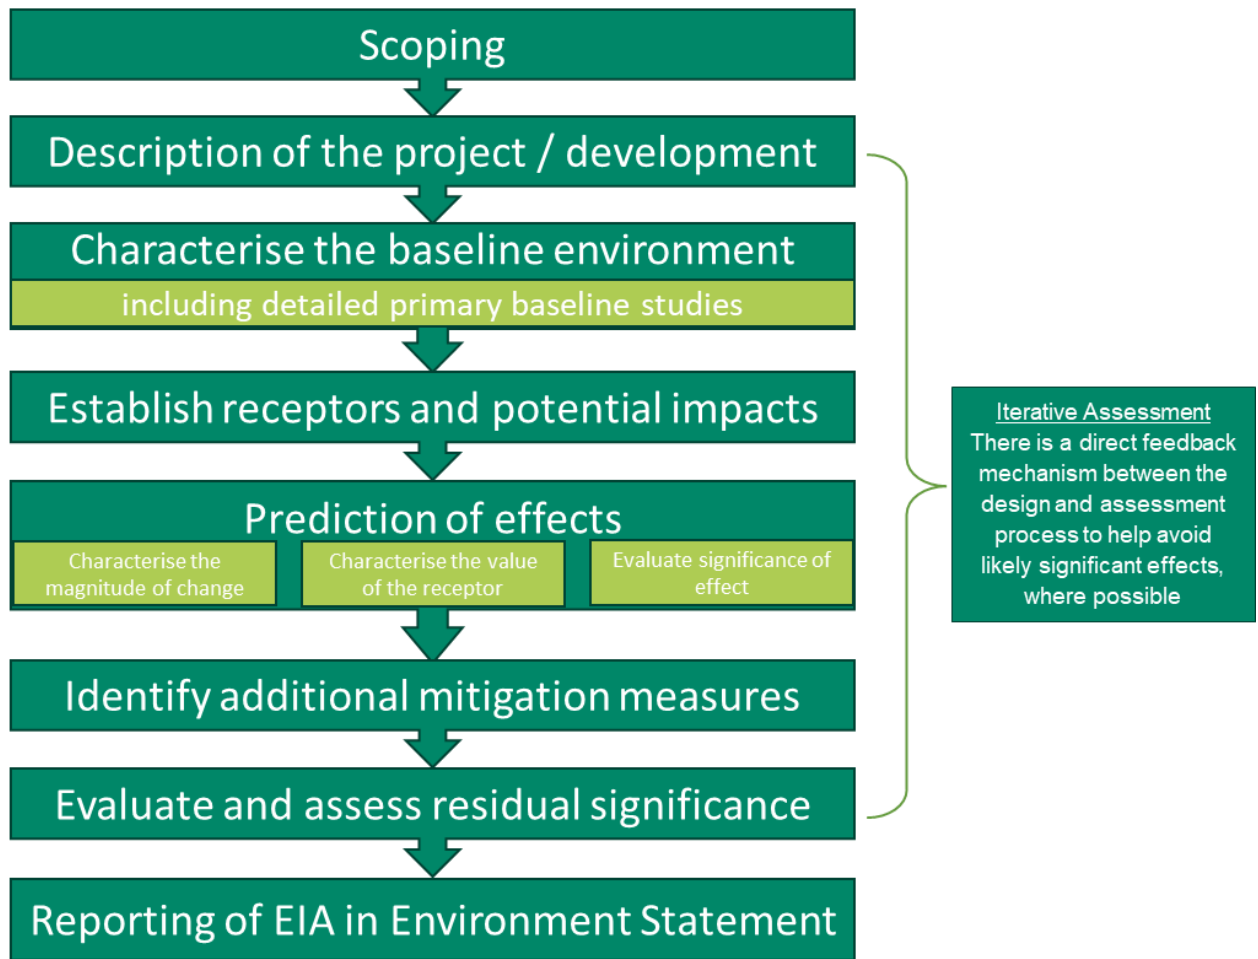 Scoping
Description of the project / development
Characterise the baseline environment
including detailed primary baseline studies
Establish receptors and potential impacts
Prediction of effects
Characterise the
magnitude of change
Characterise the value
of the receptor
Evaluate significance of
effect
Identify additional mitigation measures
Evaluate and assess residual significance
Reporting of EIA in Environment Statement
Iterative Assessment
There is a direct feedback
mechanism between the
design and assessment
process to help avoid
likely significant effects,
where possible